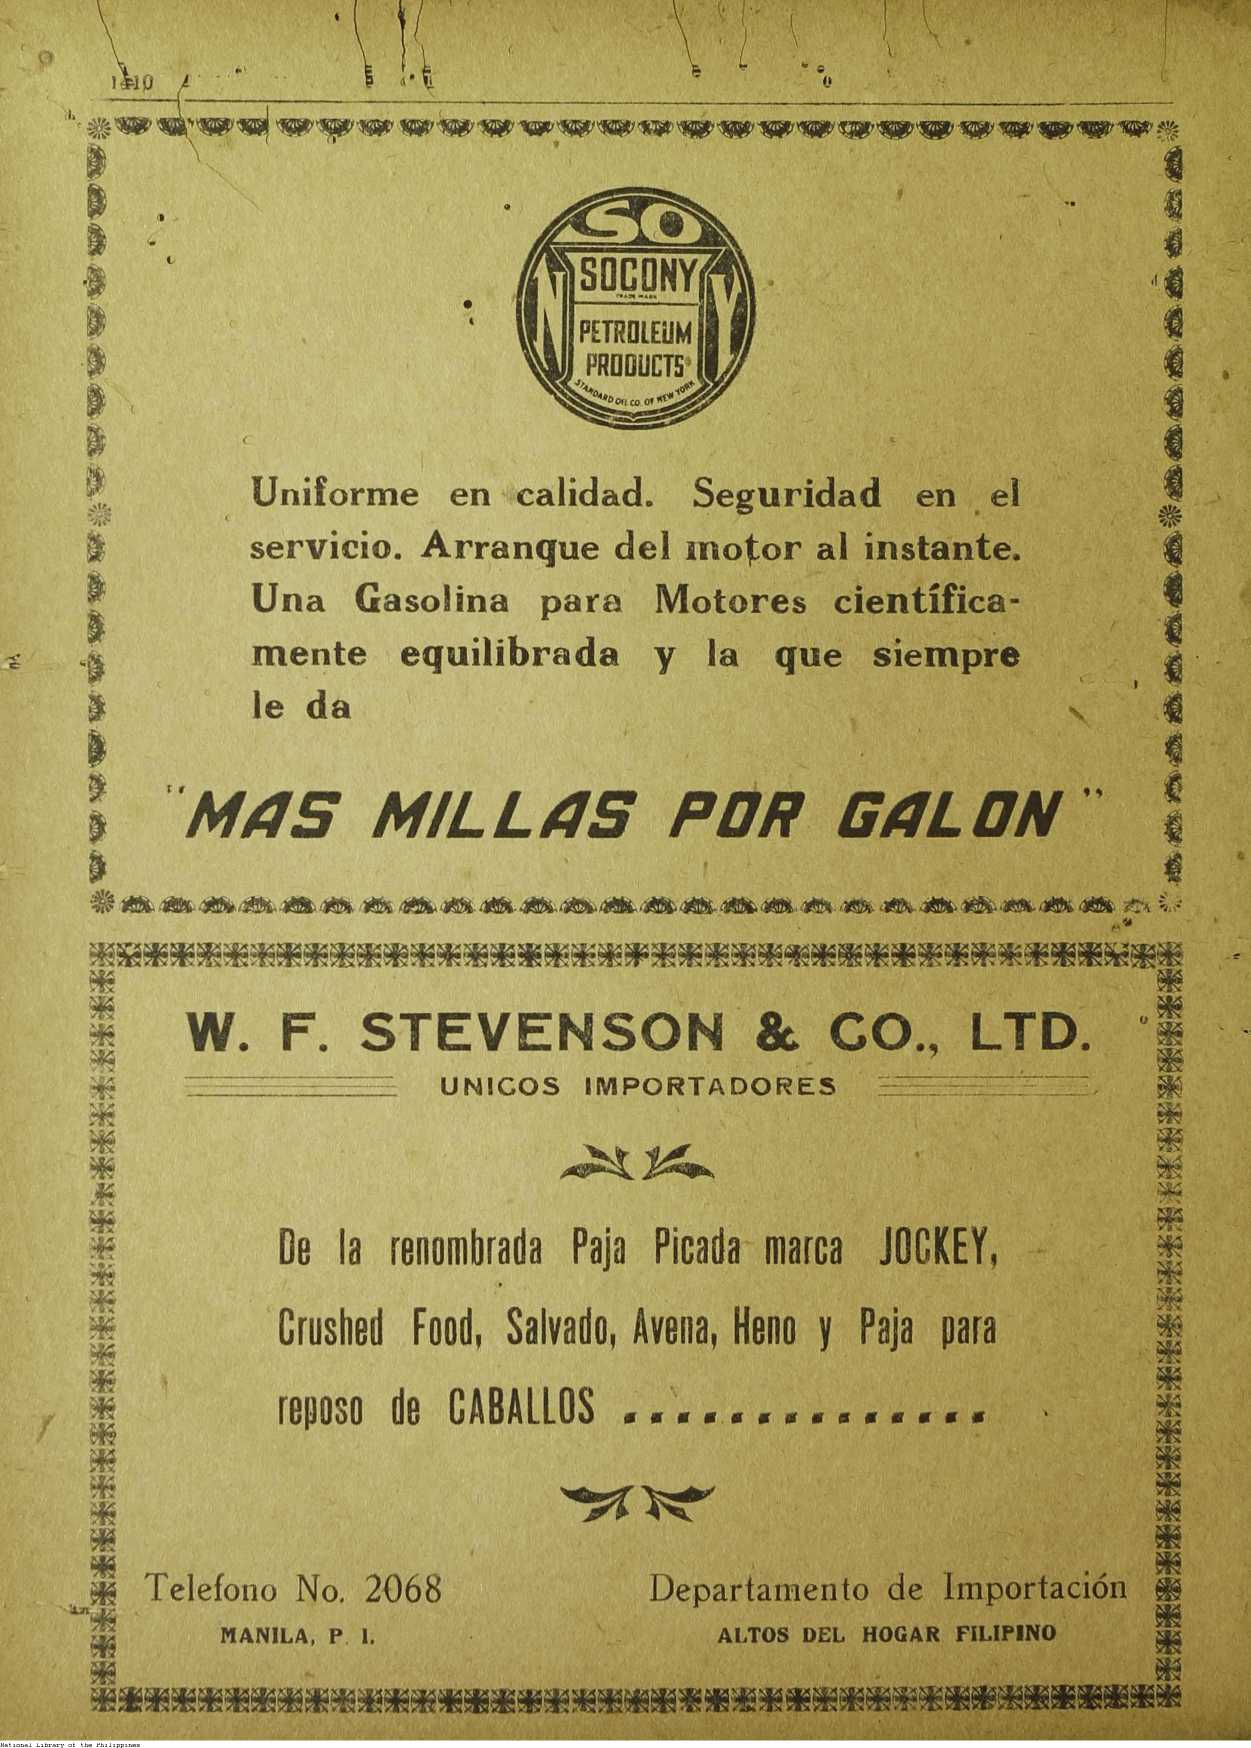 1410
SO
N Y
SOCONY
TRADE MARK
PETROLEUM
PRODUCTS
STANDARD OIL CO. OF NEW YORK
Uniforme en calidad. Seguridad en el
servicio. Arranque del motor al instante.
Una Gasolina para Motores científica-
mente equilibrada y la que siempre
le da
"MAS MILLAS POR GALON"
W. F. STEVENSON & CO., LTD.
UNICOS IMPORTADORES
De la renombrada Paja Picada marca JOCKEY,
Crushed Food, Salvado, Avena, Heno y Paja para
reposo de CABALLOS ..............
Telefono No. 2068
MANILA, P. I.
Departamento de Importación
ALTOS DEL HOGAR FILIPINO
National Library of the Philippines